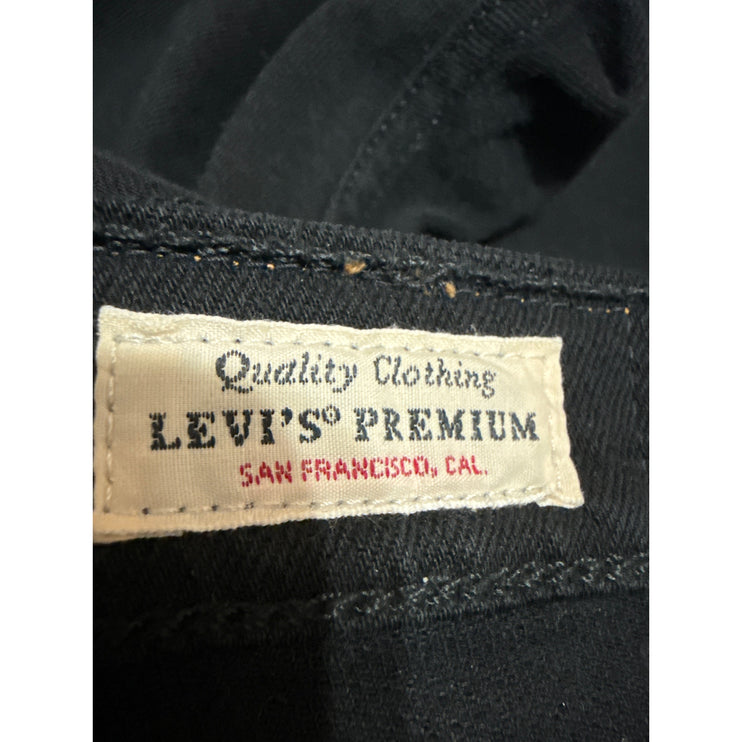 Quality Clothing
LEVI'S® PREMIUM
SAN FRANCISCO, CAL.